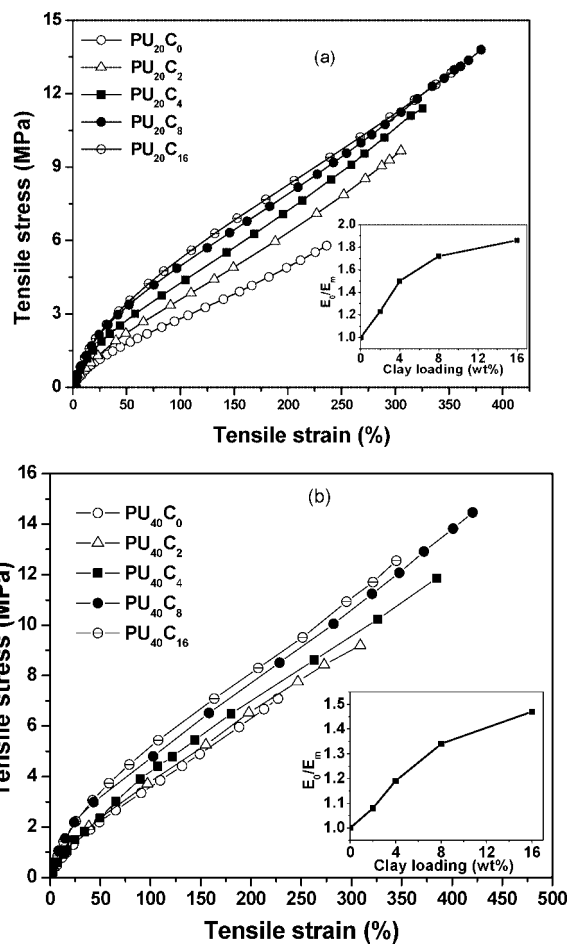 (a)
PU20C0
PU20C2
PU20C4
PU20C8
PU20C16
Tensile stress (MPa)
15
12
9
6
3
0
0 50 100 150 200 250 300 350 400
Tensile strain (%)
E0/Em
2.0
1.8
1.6
1.4
1.2
1.0
0 4 8 12 16
Clay loading (wt%)
(b)
PU40C0
PU40C2
PU40C4
PU40C8
PU40C16
Tensile stress (MPa)
16
14
12
10
8
6
4
2
0
0 50 100 150 200 250 300 350 400 450 500
Tensile strain (%)
E0/Em
1.5
1.4
1.3
1.2
1.1
1.0
0 4 8 12 16
Clay loading (wt%)